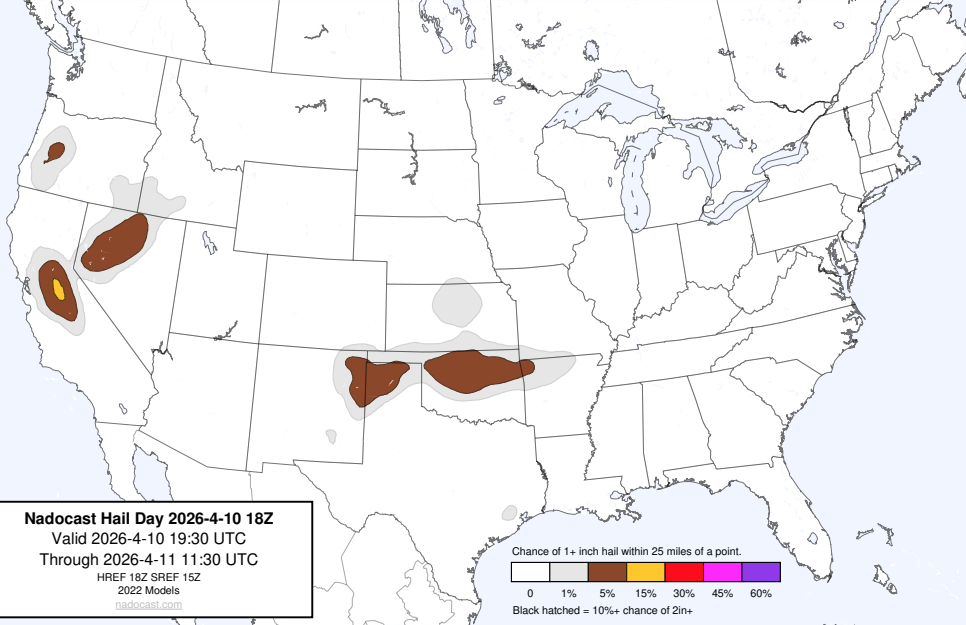 Nadocast Hail Day 2026-4-10 18Z
Valid 2026-4-10 19:30 UTC
Through 2026-4-11 11:30 UTC
HREF 18Z SREF 15Z
2022 Models
nadocast.com
Chance of 1+ inch hail within 25 miles of a point.
0 1% 5% 15% 30% 45% 60%
Black hatched = 10%+ chance of 2in+